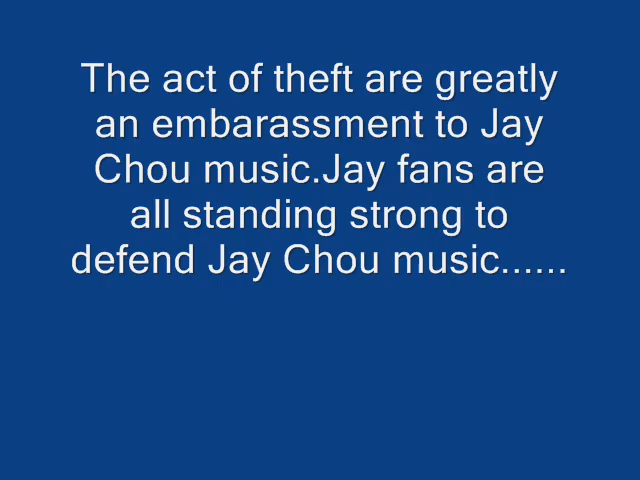 The act of theft are greatly
an embarassment to Jay
Chou music.Jay fans are
all standing strong to
defend Jay Chou music......